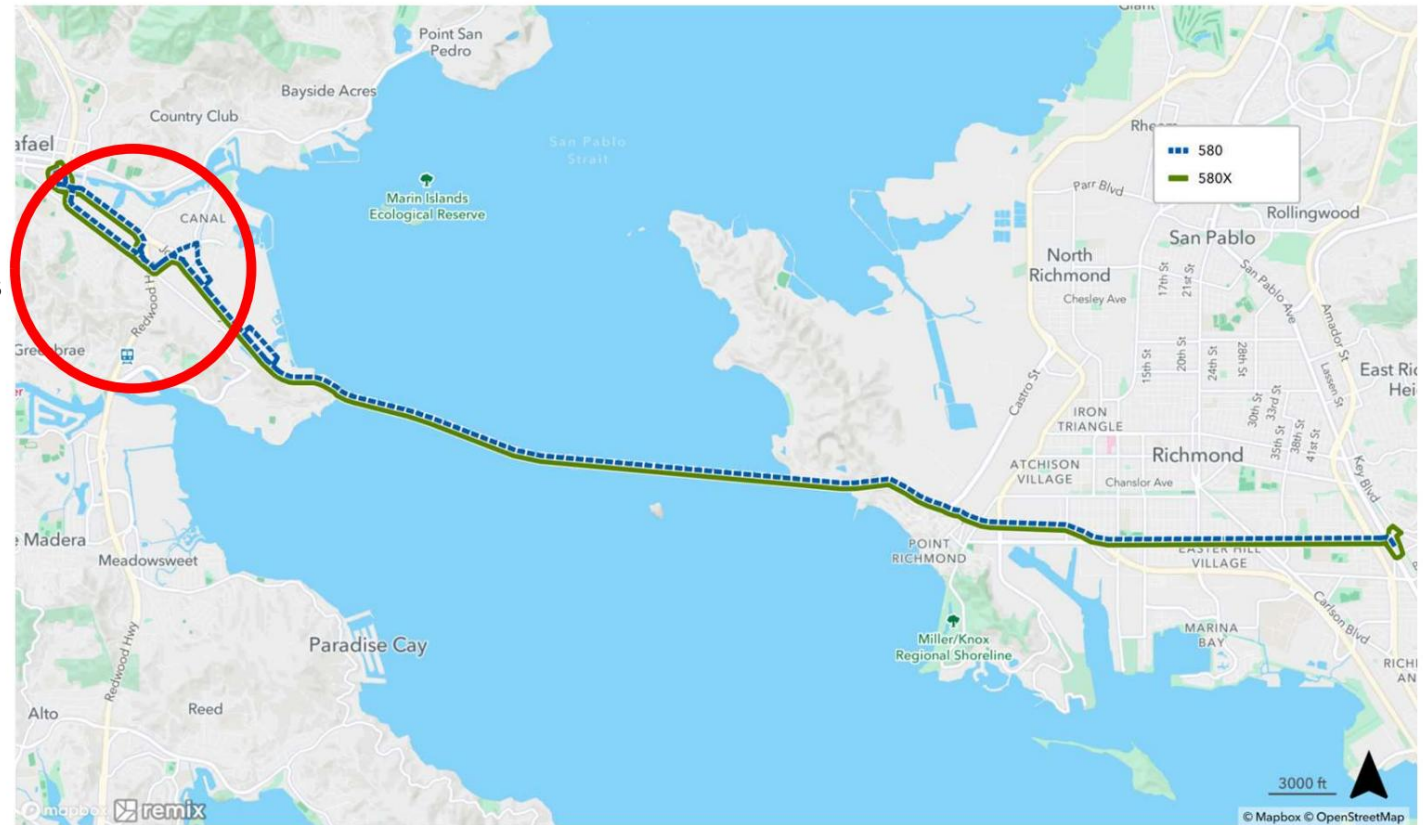 Giant
Point San
Pedro
Bayside Acres
Country Club
afael
San Pablo
Strait
580
580X
Parr Blvd
Rollingwood
Marin Islands
Ecological Reserve
CANAL
San Pablo
North
Richmond
17th St
21st St
San Pablo Ave
Chesley Ave
Amador St
Redwood H
s
Greenbrae
15th St
20th St
24th St
28th St
Lassen St
East Ric
Hei
Castro St
30th St
33rd St
35th St
38th St
41st St
IRON
TRIANGLE
Richmond
ATCHISON
VILLAGE
Chanslor Ave
Key Blvd
e Madera
Meadowsweet
POINT
RICHMOND
EASTER HILL
VILLAGE
Carlson Blvd
MARINA
BAY
Miller/Knox
Regional Shoreline
Paradise Cay
Redwood Hwy
RICH
AN
Alto
Reed
3000 ft
mapbox remix
© Mapbox © OpenStreetMap